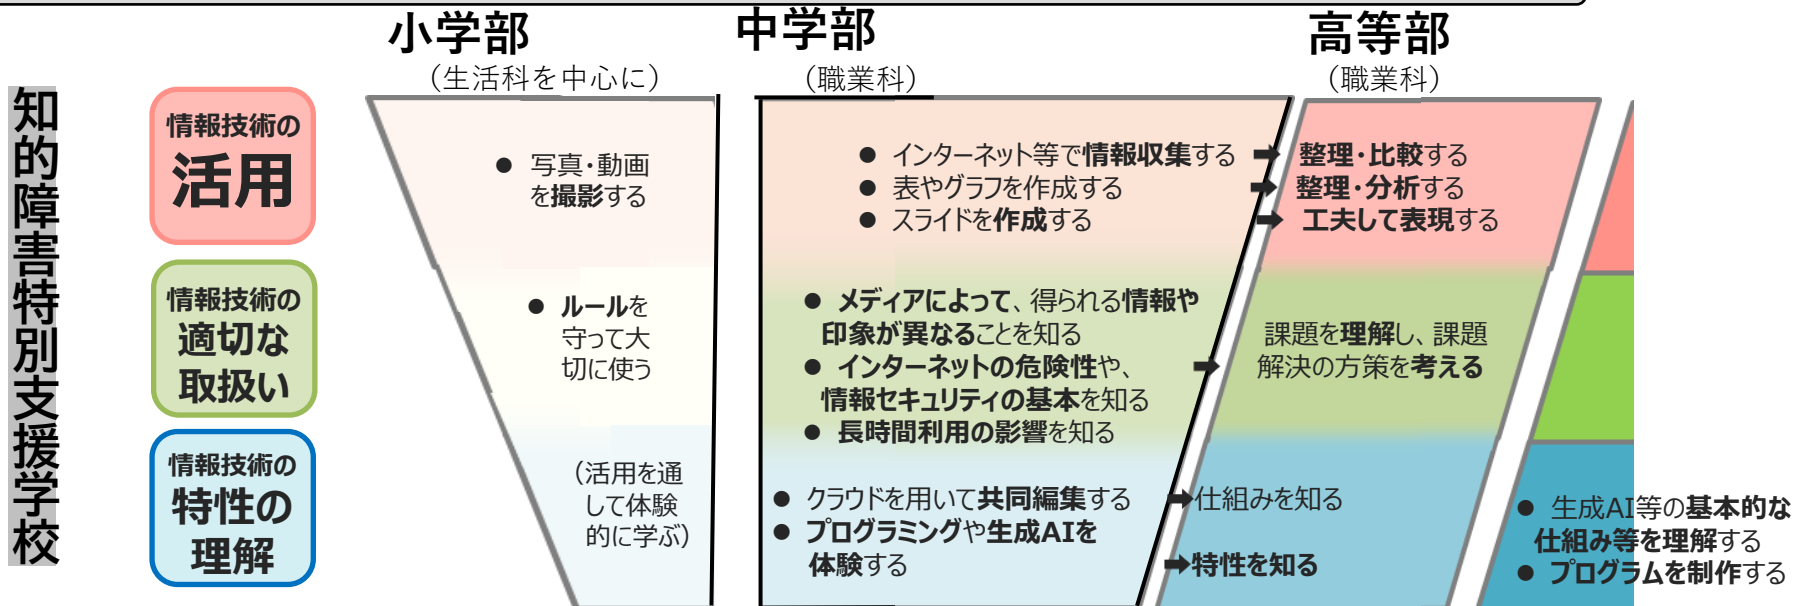 知的障害特別支援学校
小学部
（生活科を中心に）
中学部
（職業科）
高等部
（職業科）
情報技術の
活用
● 写真・動画
を撮影する
● インターネット等で情報収集する ➡ 整理・比較する
● 表やグラフを作成する ➡ 整理・分析する
● スライドを作成する ➡ 工夫して表現する
情報技術の
適切な
取扱い
● ルールを
守って大
切に使う
● メディアによって、得られる情報や
印象が異なることを知る
● インターネットの危険性や、
情報セキュリティの基本を知る
● 長時間利用の影響を知る
➡
課題を理解し、課題
解決の方策を考える
情報技術の
特性の
理解
（活用を通
して体験
的に学ぶ）
● クラウドを用いて共同編集する ➡仕組みを知る
● プログラミングや生成AIを
体験する ➡特性を知る
● 生成AI等の基本的な
仕組み等を理解する
● プログラムを制作する